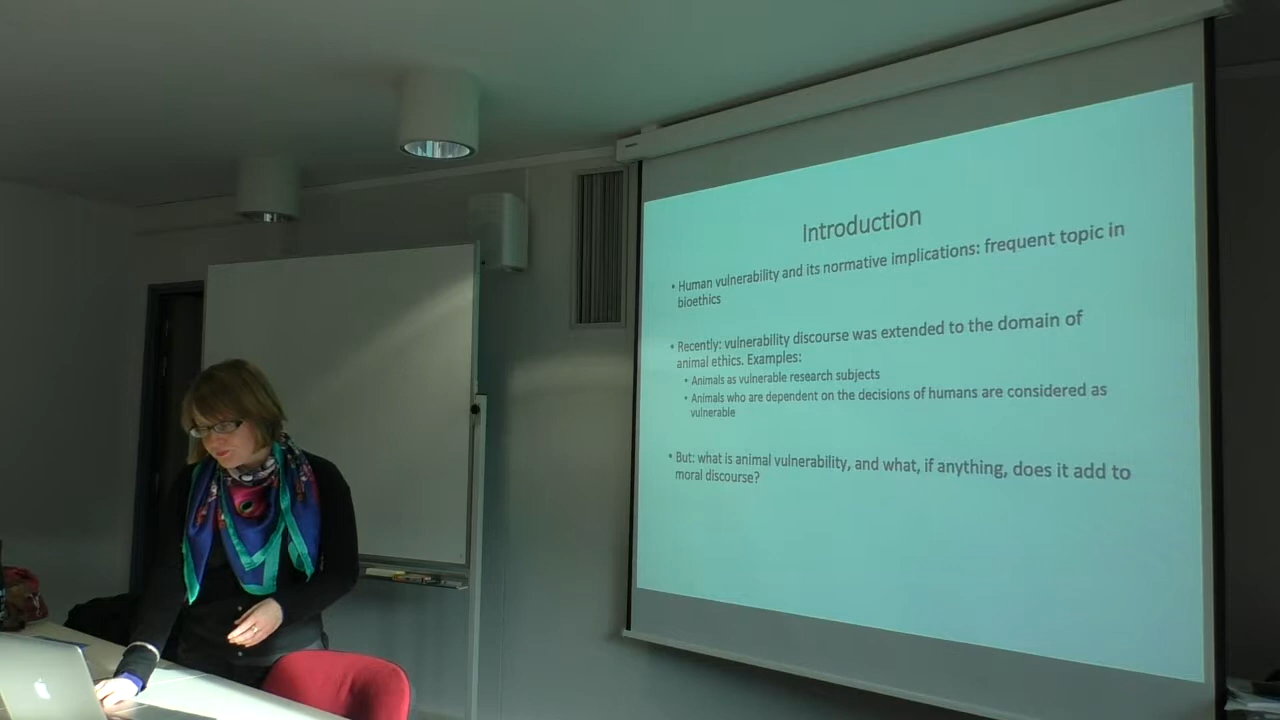 Introduction
• Human vulnerability and its normative implications: frequent topic in
bioethics
• Recently: vulnerability discourse was extended to the domain of
animal ethics. Examples:
• Animals as vulnerable research subjects
• Animals who are dependent on the decisions of humans are considered as
vulnerable
• But: what is animal vulnerability, and what, if anything, does it add to
moral discourse?